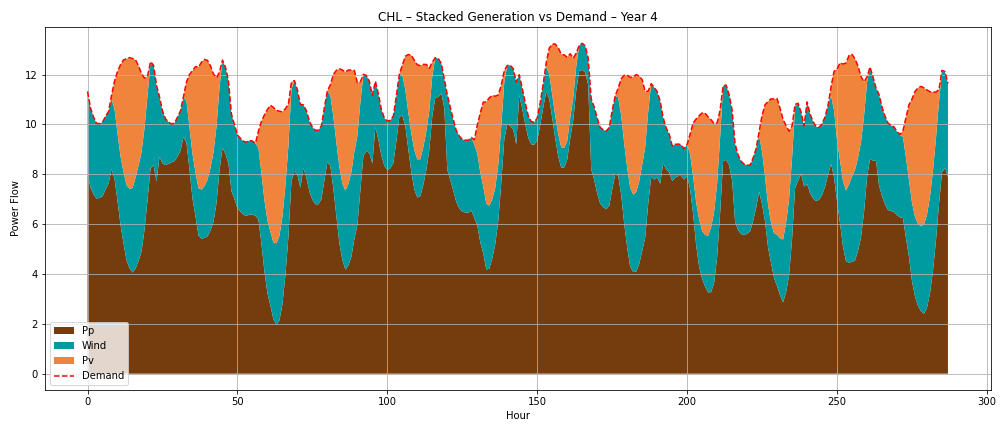 CHL – Stacked Generation vs Demand – Year 4
Power Flow
12
10
8
6
4
2
0
Pp
Wind
Pv
Demand
0 50 100 150 200 250 300
Hour